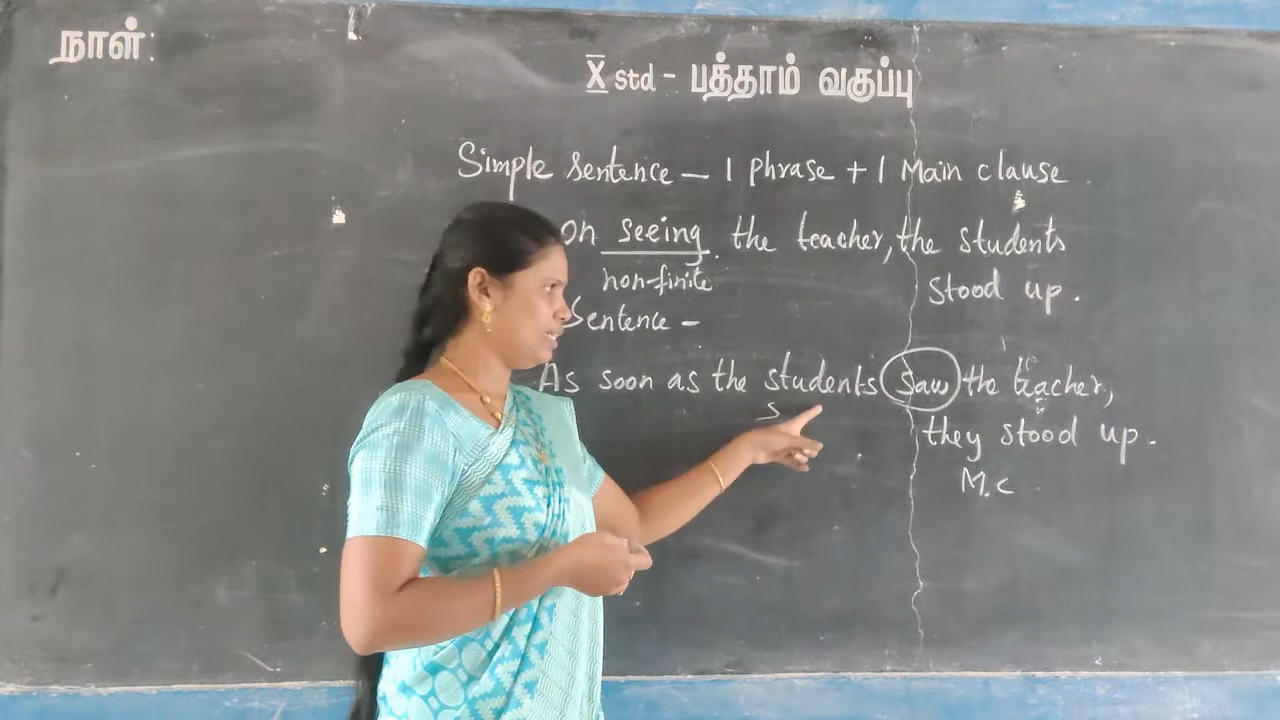 நாள்:
X std - பத்தாம் வகுப்பு
Simple sentence - 1 phrase + 1 Main clause.
On seeing the teacher, the students
non-finite
stood up.
Sentence -
As soon as the students saw the teacher,
S
they stood up.
M.C